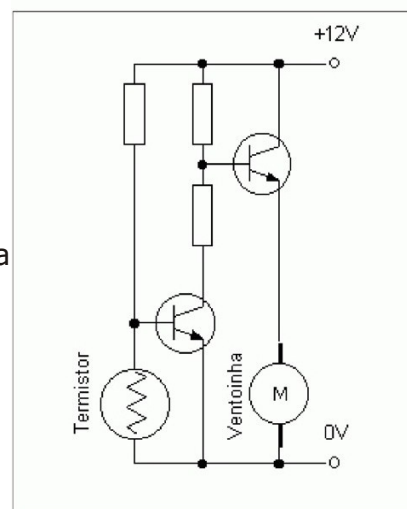 +12V
a
Termistor
Ventoinha
M
0V